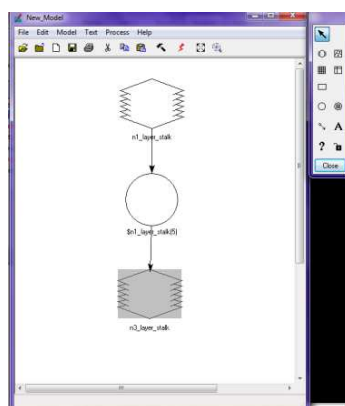 New_Model
File Edit Model Text Process Help
n1_layer_stalk
$n1_layer_stalk(5)
n3_layer_stalk
A
?
Close